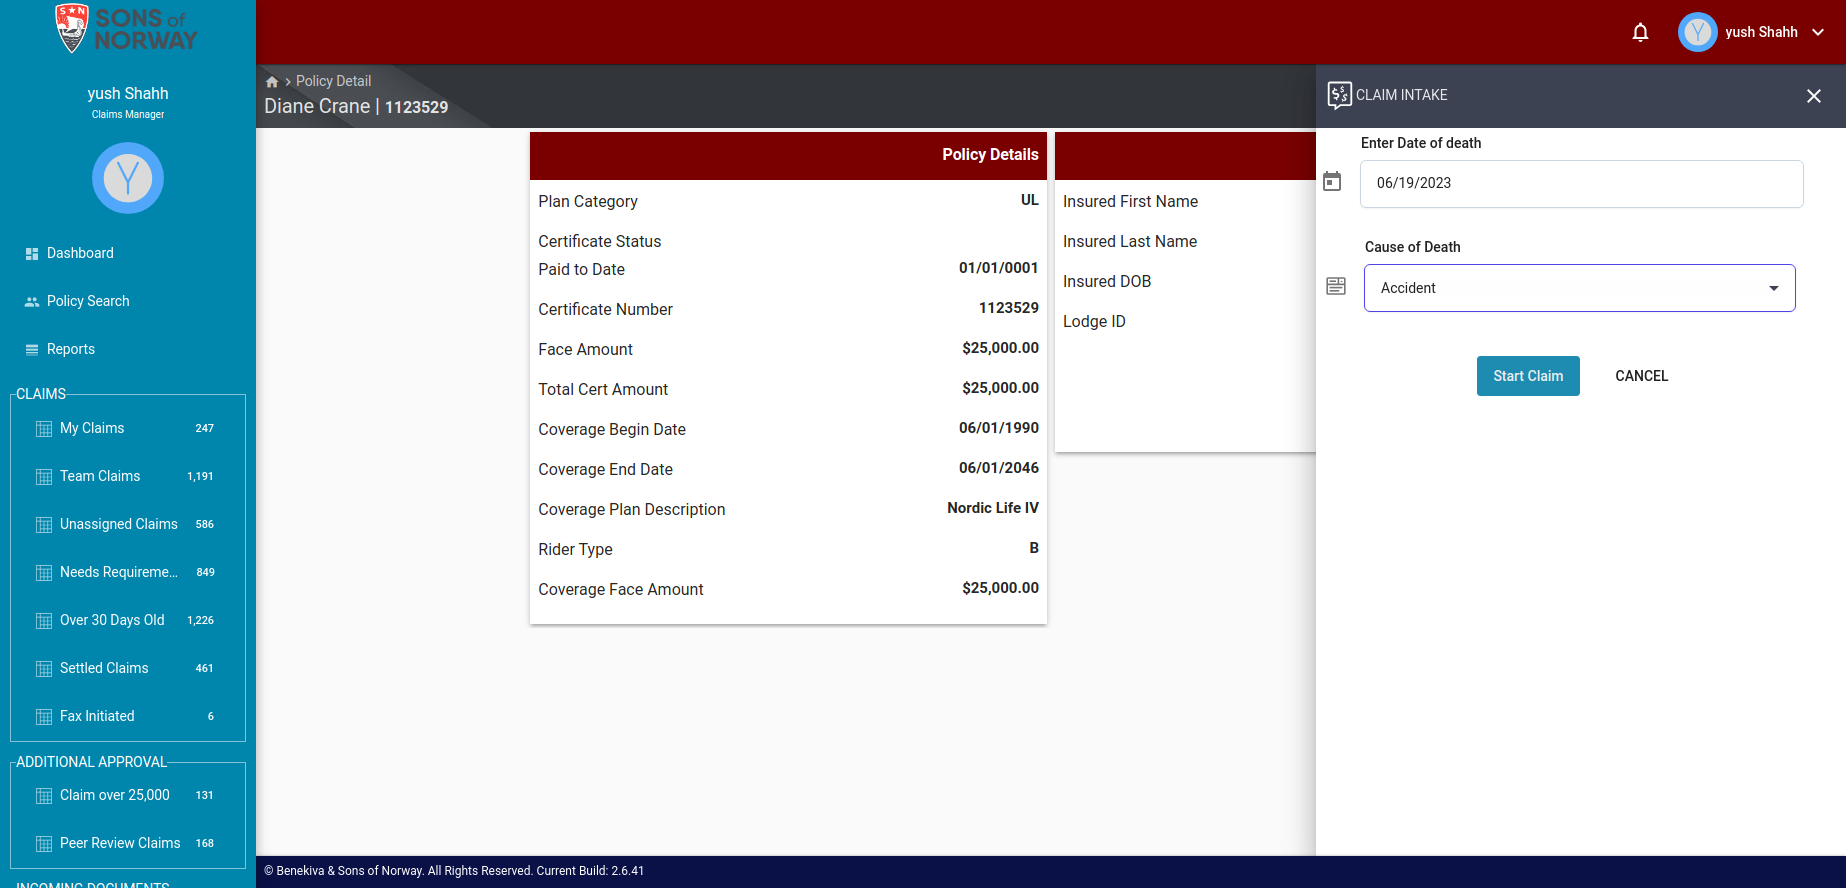 S N
SONS of
NORWAY
yush Shahh
Claims Manager
Y
Dashboard
Policy Search
Reports
CLAIMS
My Claims 247
Team Claims 1,191
Unassigned Claims 586
Needs Requireme... 849
Over 30 Days Old 1,226
Settled Claims 461
Fax Initiated 6
ADDITIONAL APPROVAL
Claim over 25,000 131
Peer Review Claims 168
INCOMING DOCUMENTS
Y yush Shahh
Policy Detail
Diane Crane | 1123529
Policy Details
Plan Category UL
Certificate Status
Paid to Date 01/01/0001
Certificate Number 1123529
Face Amount $25,000.00
Total Cert Amount $25,000.00
Coverage Begin Date 06/01/1990
Coverage End Date 06/01/2046
Coverage Plan Description Nordic Life IV
Rider Type B
Coverage Face Amount $25,000.00
Insured First Name
Insured Last Name
Insured DOB
Lodge ID
CLAIM INTAKE
Enter Date of death
06/19/2023
Cause of Death
Accident
Start Claim CANCEL
© Benekiva & Sons of Norway. All Rights Reserved. Current Build: 2.6.41